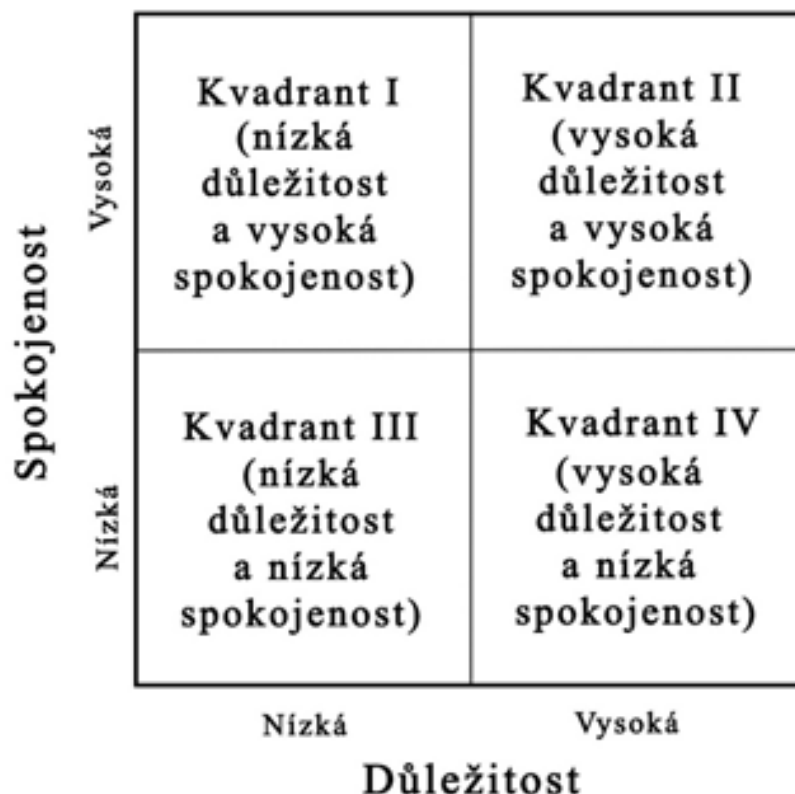 Spokojenost
Vysoká
Nízká
Kvadrant I
(nízká
důležitost
a vysoká
spokojenost)
Kvadrant II
(vysoká
důležitost
a vysoká
spokojenost)
Kvadrant III
(nízká
důležitost
a nízká
spokojenost)
Kvadrant IV
(vysoká
důležitost
a nízká
spokojenost)
Nízká
Vysoká
Důležitost